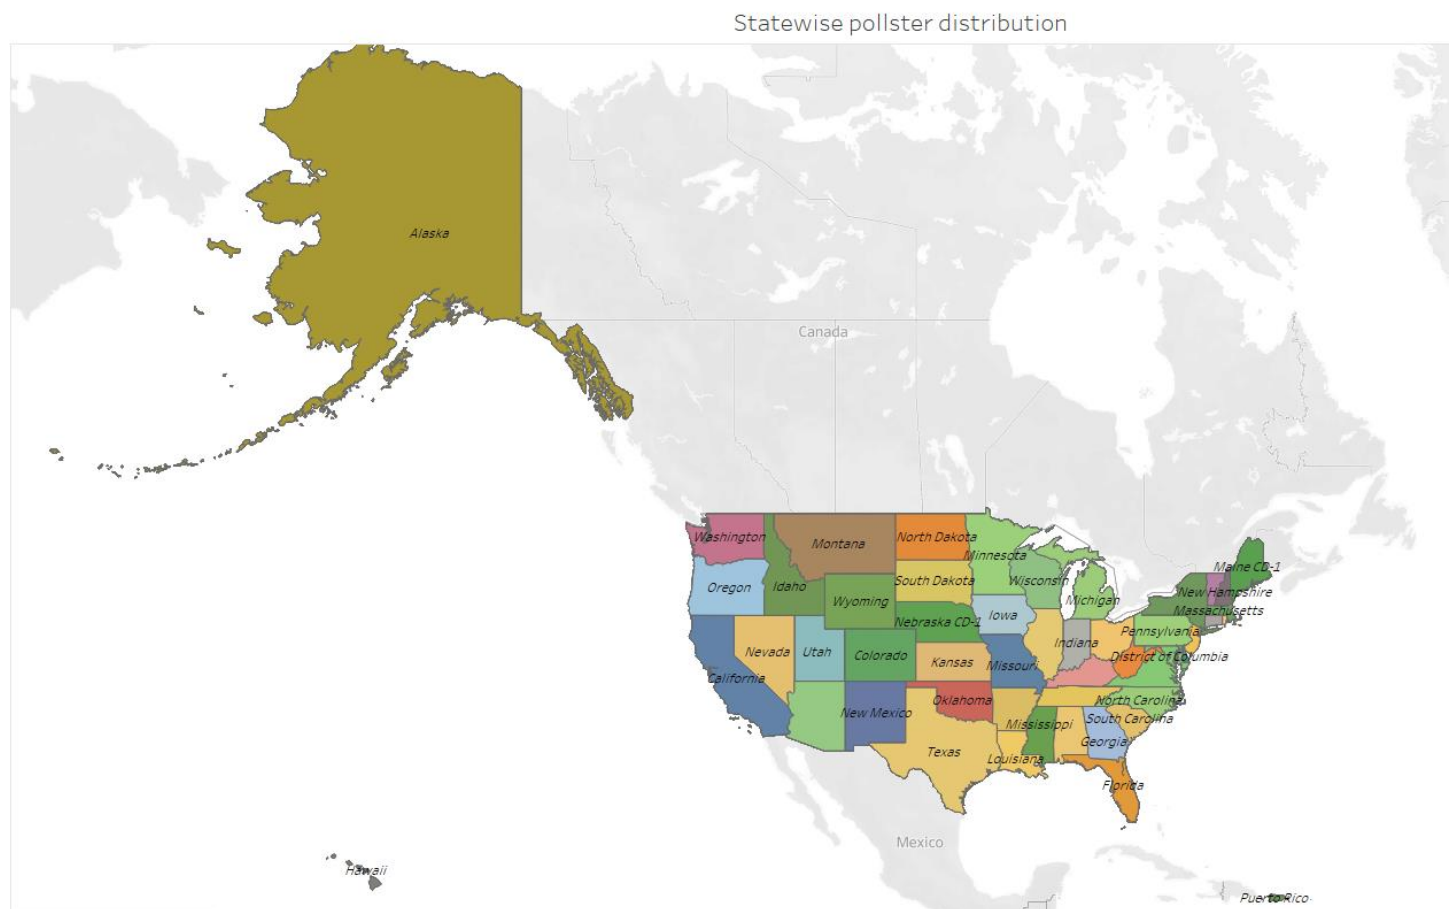 Statewise pollster distribution
Alaska
Canada
Washington
Montana
North Dakota
Minnesota
Maine CD-1
Oregon
Idaho
South Dakota
Wisconsin
New Hampshire
Wyoming
Michigan
Massachusetts
Iowa
Nebraska CD-1
Pennsylvania
Nevada
Utah
Colorado
Kansas
Missouri
Indiana
District of Columbia
California
New Mexico
Oklahoma
North Carolina
Mississippi
South Carolina
Texas
Louisiana
Georgia
Florida
Mexico
Hawaii
Puerto Rico